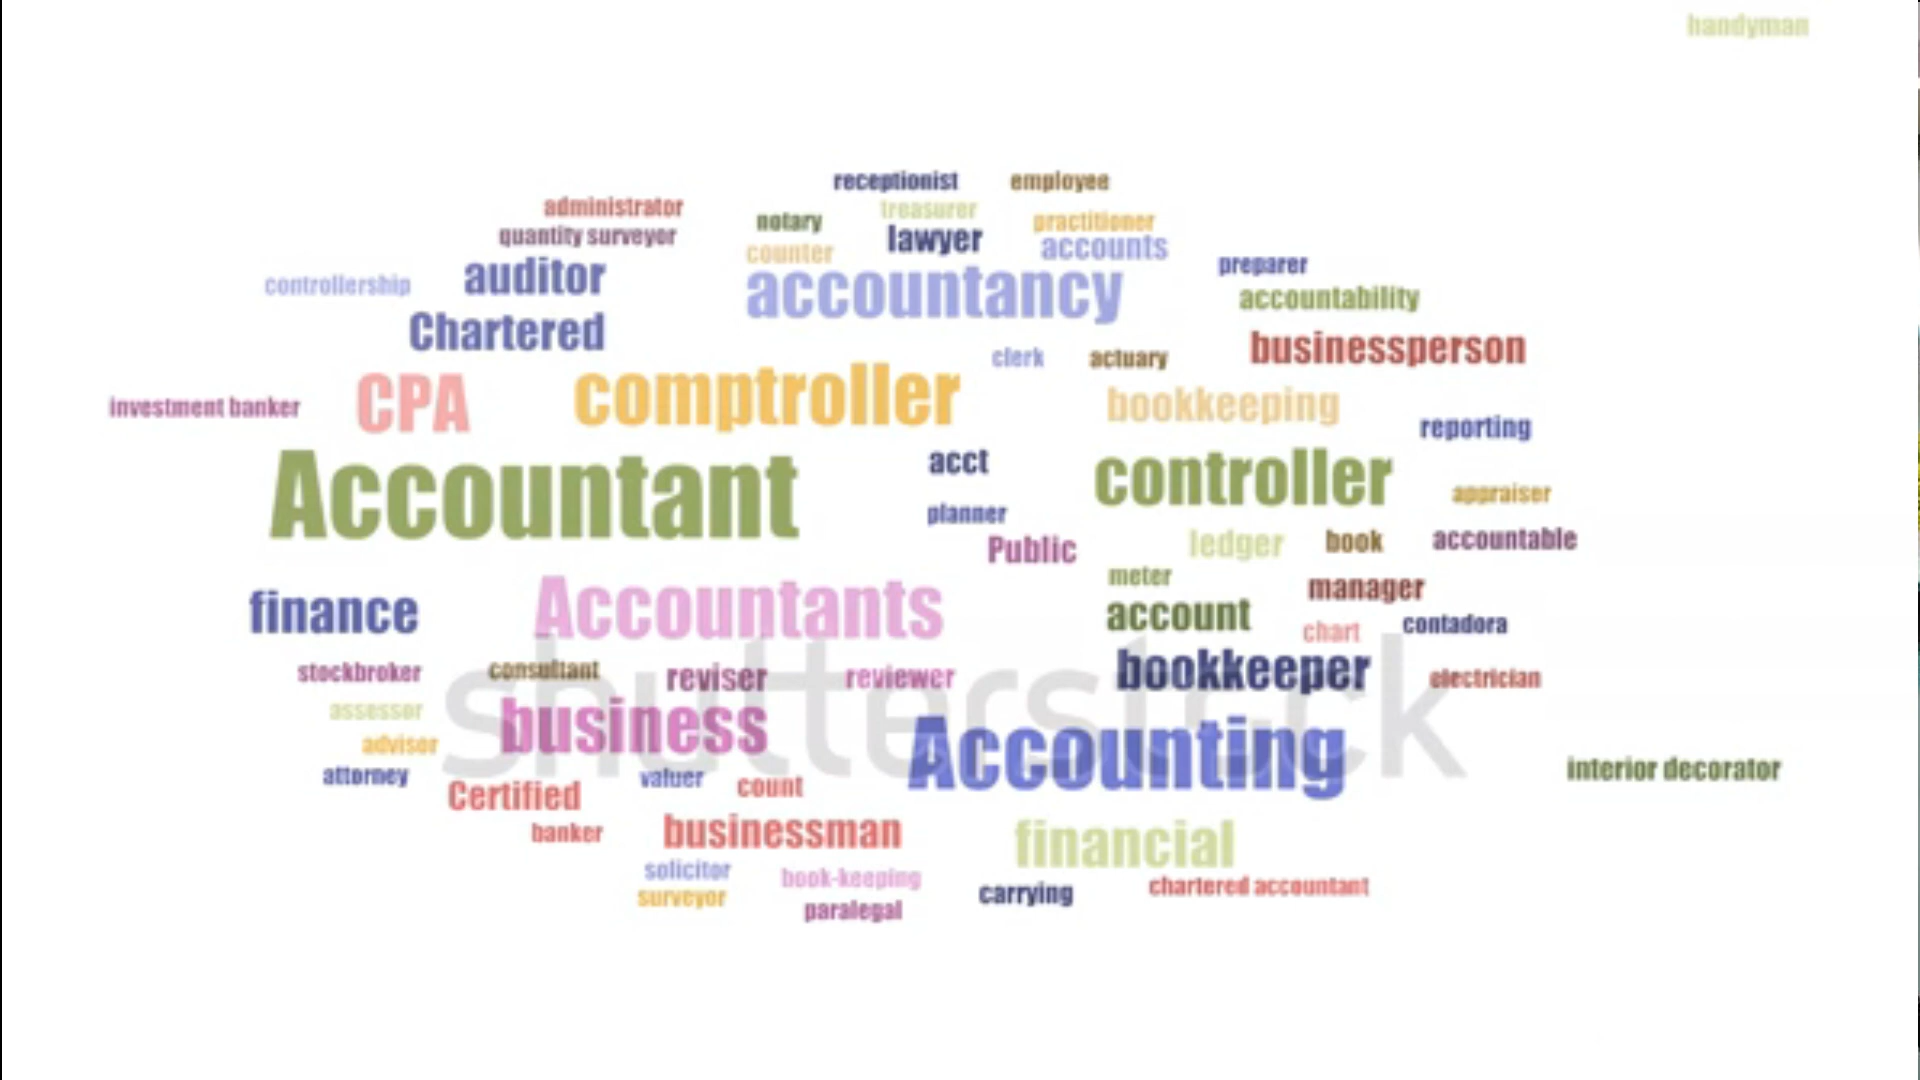 handyman
receptionist
employee
administrator
treasurer
notary
practitioner
quantity surveyor
lawyer
accounts
counter
preparer
auditor
controllership
accountancy
accountability
Chartered
businessperson
clerk
actuary
comptroller
CPA
investment banker
bookkeeping
reporting
acct
controller
Accountant
appraiser
planner
Public
ledger
book
accountable
meter
manager
finance
Accountants
account
chart
contadora
stockbroker
consultant
reviser
reviewer
bookkeeper
electrician
assessor
business
shutterstock
advisor
Accounting
interior decorator
attorney
valuer
count
Certified
banker
businessman
financial
solicitor
book-keeping
chartered accountant
surveyor
carrying
paralegal